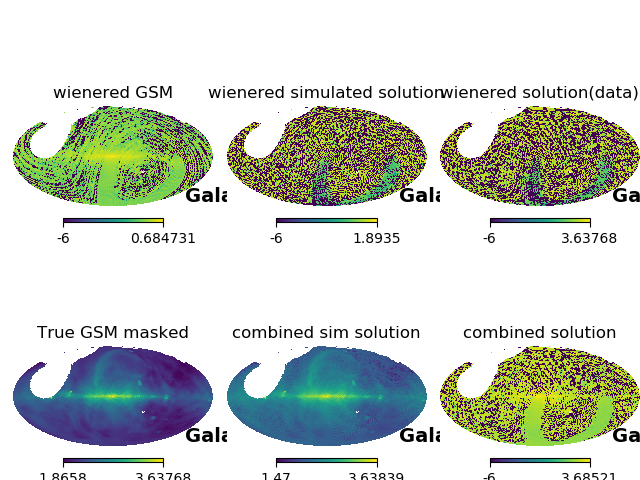 wienered GSM
wienered simulated solution
wienered solution(data)
Gala
Gala
Ga
-6
0.684731
-6
1.8935
-6
3.63768
True GSM masked
combined sim solution
combined solution
Gala
Gala
Ga
1.8658
3.63768
1.47
3.63839
-6
3.68521